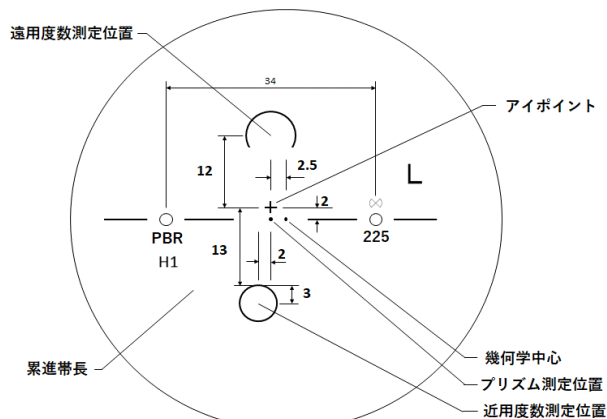 遠用度数測定位置
34
アイポイント
12
2.5
L
2
PBR
225
H1
13
2
3
累進帯長
幾何学中心
プリズム測定位置
近用度数測定位置